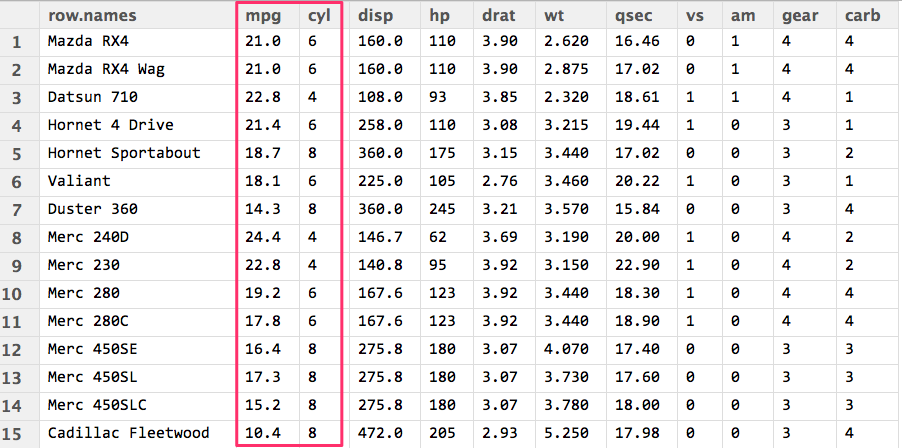 row.names mpg cyl disp hp drat wt qsec vs am gear carb
1 Mazda RX4 21.0 6 160.0 110 3.90 2.620 16.46 0 1 4 4
2 Mazda RX4 Wag 21.0 6 160.0 110 3.90 2.875 17.02 0 1 4 4
3 Datsun 710 22.8 4 108.0 93 3.85 2.320 18.61 1 1 4 1
4 Hornet 4 Drive 21.4 6 258.0 110 3.08 3.215 19.44 1 0 3 1
5 Hornet Sportabout 18.7 8 360.0 175 3.15 3.440 17.02 0 0 3 2
6 Valiant 18.1 6 225.0 105 2.76 3.460 20.22 1 0 3 1
7 Duster 360 14.3 8 360.0 245 3.21 3.570 15.84 0 0 3 4
8 Merc 240D 24.4 4 146.7 62 3.69 3.190 20.00 1 0 4 2
9 Merc 230 22.8 4 140.8 95 3.92 3.150 22.90 1 0 4 2
10 Merc 280 19.2 6 167.6 123 3.92 3.440 18.30 1 0 4 4
11 Merc 280C 17.8 6 167.6 123 3.92 3.440 18.90 1 0 4 4
12 Merc 450SE 16.4 8 275.8 180 3.07 4.070 17.40 0 0 3 3
13 Merc 450SL 17.3 8 275.8 180 3.07 3.730 17.60 0 0 3 3
14 Merc 450SLC 15.2 8 275.8 180 3.07 3.780 18.00 0 0 3 3
15 Cadillac Fleetwood 10.4 8 472.0 205 2.93 5.250 17.98 0 0 3 4